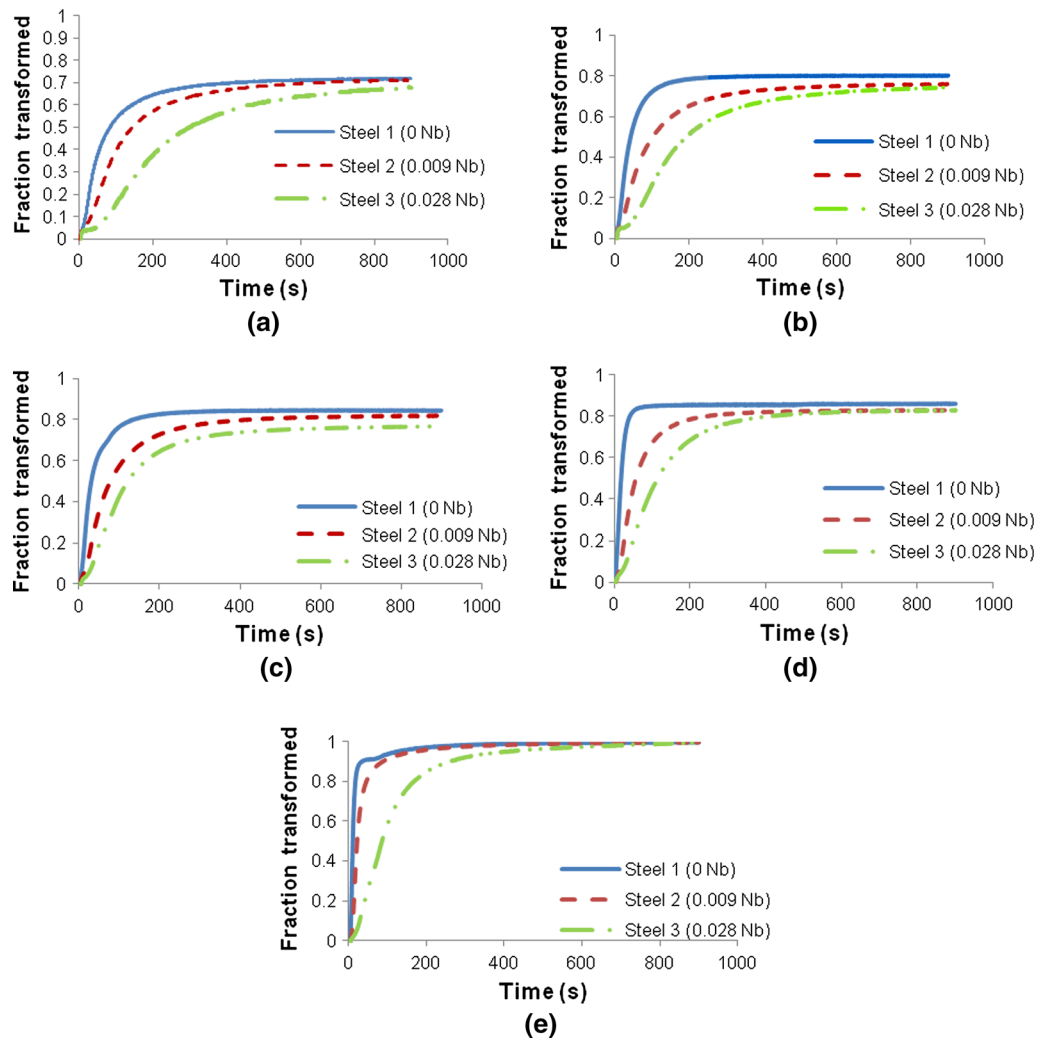 Fraction transformed
1
0.9
0.8
0.7
0.6
0.5
0.4
0.3
0.2
0.1
0
0 200 400 600 800 1000
Time (s)
Steel 1 (0 Nb)
Steel 2 (0.009 Nb)
Steel 3 (0.028 Nb)
(a)
Fraction transformed
1
0.8
0.6
0.4
0.2
0
0 200 400 600 800 1000
Time (s)
Steel 1 (0 Nb)
Steel 2 (0.009 Nb)
Steel 3 (0.028 Nb)
(b)
Fraction transformed
1
0.8
0.6
0.4
0.2
0
0 200 400 600 800 1000
Time (s)
Steel 1 (0 Nb)
Steel 2 (0.009 Nb)
Steel 3 (0.028 Nb)
(c)
Fraction transformed
1
0.8
0.6
0.4
0.2
0
0 200 400 600 800 1000
Time (s)
Steel 1 (0 Nb)
Steel 2 (0.009 Nb)
Steel 3 (0.028 Nb)
(d)
Fraction transformed
1
0.8
0.6
0.4
0.2
0
0 200 400 600 800 1000
Time (s)
Steel 1 (0 Nb)
Steel 2 (0.009 Nb)
Steel 3 (0.028 Nb)
(e)